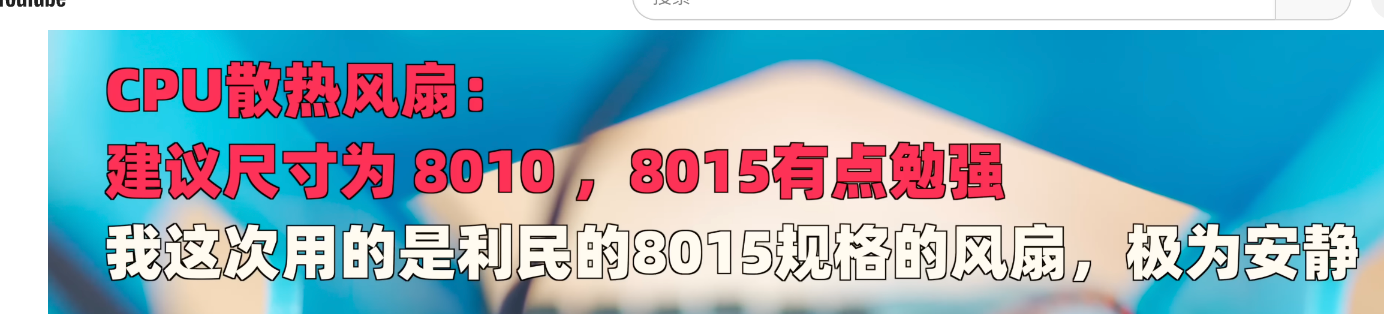 YouTube
搜索
CPU散热风扇：
建议尺寸为 8010 ，8015有点勉强
我这次用的是利民的8015规格的风扇，极为安静